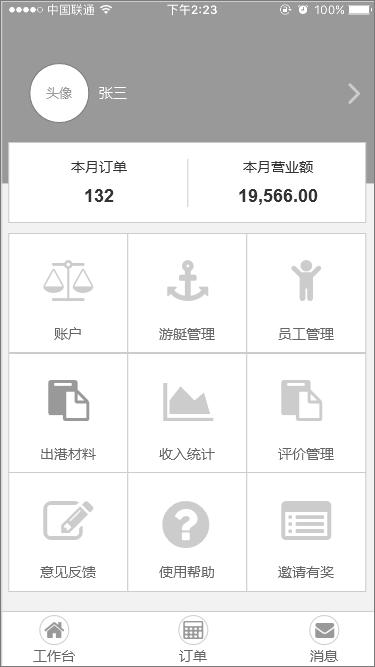 中国联通 下午2:23 100%
头像 张三
本月订单 本月营业额
132 19,566.00
账户 游艇管理 员工管理
出港材料 收入统计 评价管理
意见反馈 使用帮助 邀请有奖
工作台 订单 消息